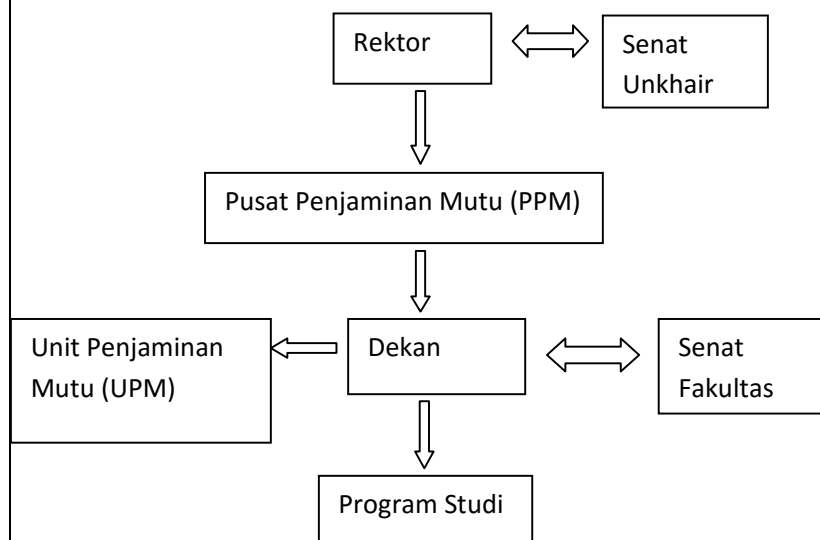 Rektor
Senat
Unkhair
Pusat Penjaminan Mutu (PPM)
Unit Penjaminan
Mutu (UPM)
Dekan
Senat
Fakultas
Program Studi